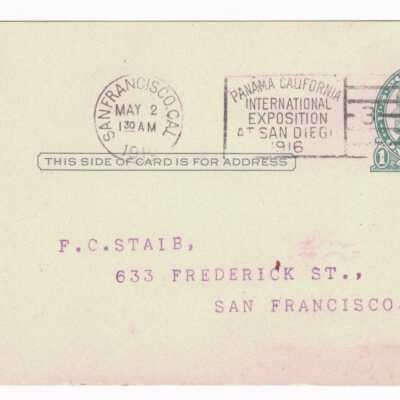 SAN FRANCISCO, CAL.
MAY 2
1 30 AM
PANAMA CALIFORNIA
INTERNATIONAL
EXPOSITION
AT SAN DIEGO
1916
3
1
THIS SIDE OF CARD IS FOR ADDRESS
F.C.STAIB,
633 FREDERICK ST.,
SAN FRANCISCO.